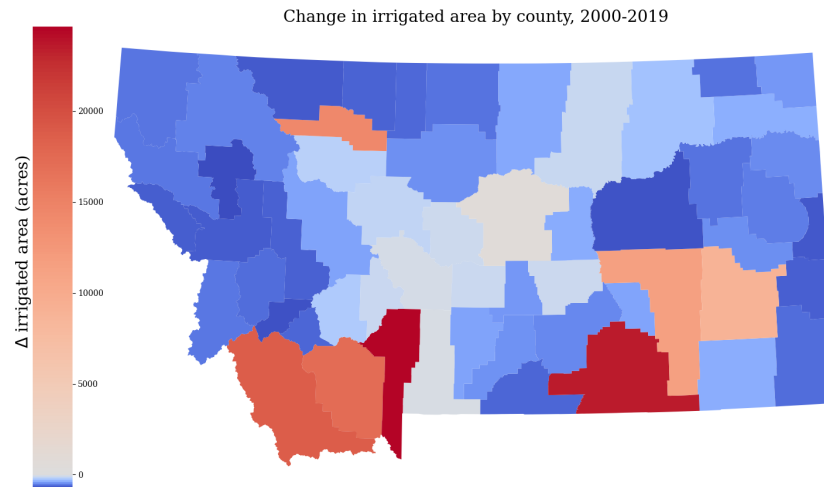 Change in irrigated area by county, 2000-2019
Δ irrigated area (acres)
20000
15000
10000
5000
0